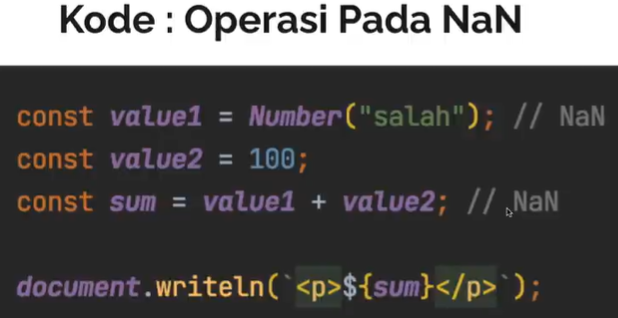 Kode : Operasi Pada NaN
const value1 = Number("salah"); // NaN
const value2 = 100;
const sum = value1 + value2; // NaN
document.writeln(`<p>${sum}</p>`);